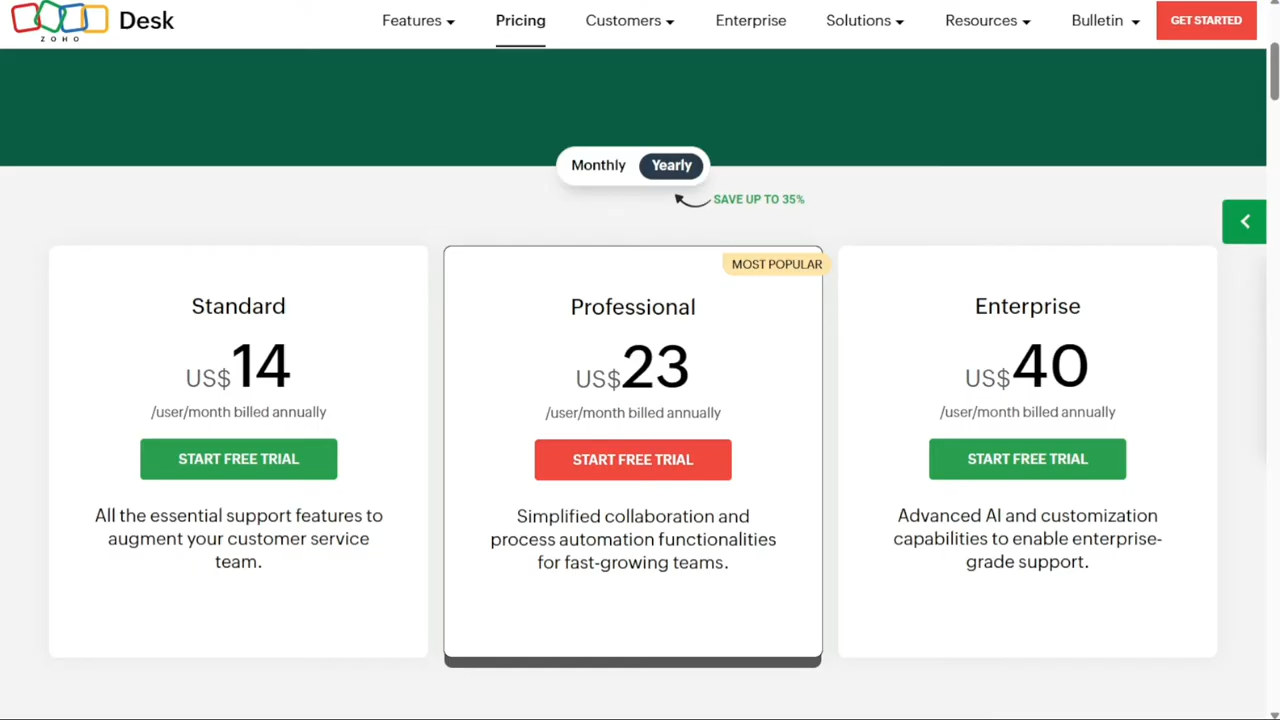 ZOHO
Desk
Features
Pricing
Customers
Enterprise
Solutions
Resources
Bulletin
GET STARTED
Monthly
Yearly
SAVE UP TO 35%
Standard
US$14
/user/month billed annually
START FREE TRIAL
All the essential support features to
augment your customer service
team.
MOST POPULAR
Professional
US$23
/user/month billed annually
START FREE TRIAL
Simplified collaboration and
process automation functionalities
for fast-growing teams.
Enterprise
US$40
/user/month billed annually
START FREE TRIAL
Advanced AI and customization
capabilities to enable enterprise-
grade support.